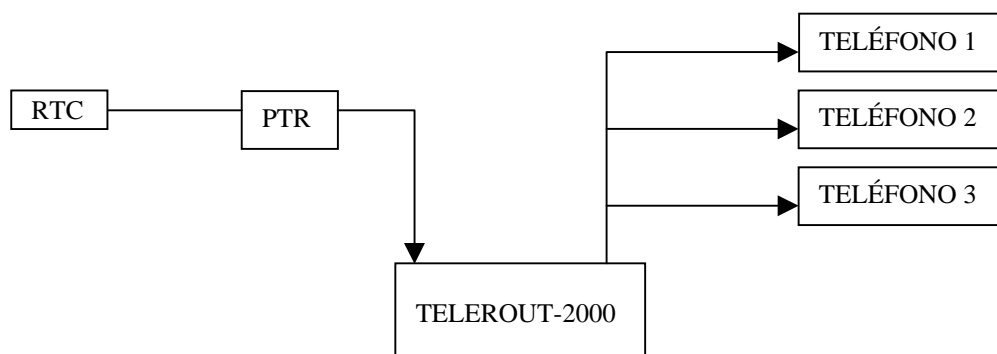 TELÉFONO 1
RTC
PTR
TELÉFONO 2
TELÉFONO 3
TELEROUT-2000